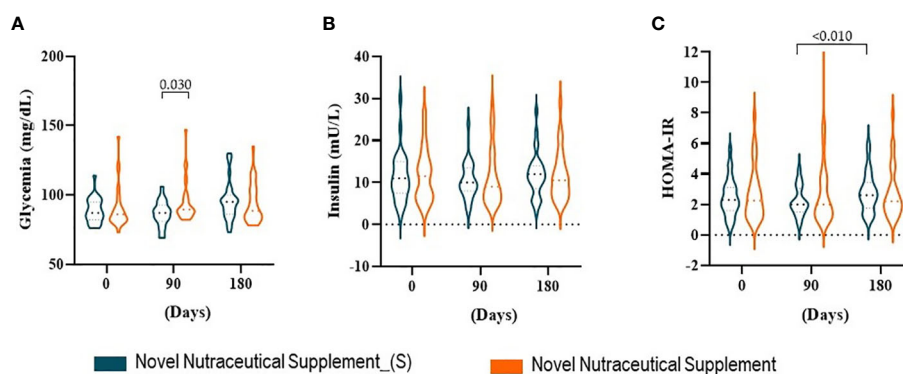 A
Glycemia (mg/dL)
200
150
100
50
0.030
0
90
180
(Days)
B
Insulin (mU/L)
40
30
20
10
0
-10
0
90
180
(Days)
C
HOMA-IR
12
10
8
6
4
2
0
-2
<0.010
0
90
180
(Days)
Novel Nutraceutical Supplement_(S)
Novel Nutraceutical Supplement